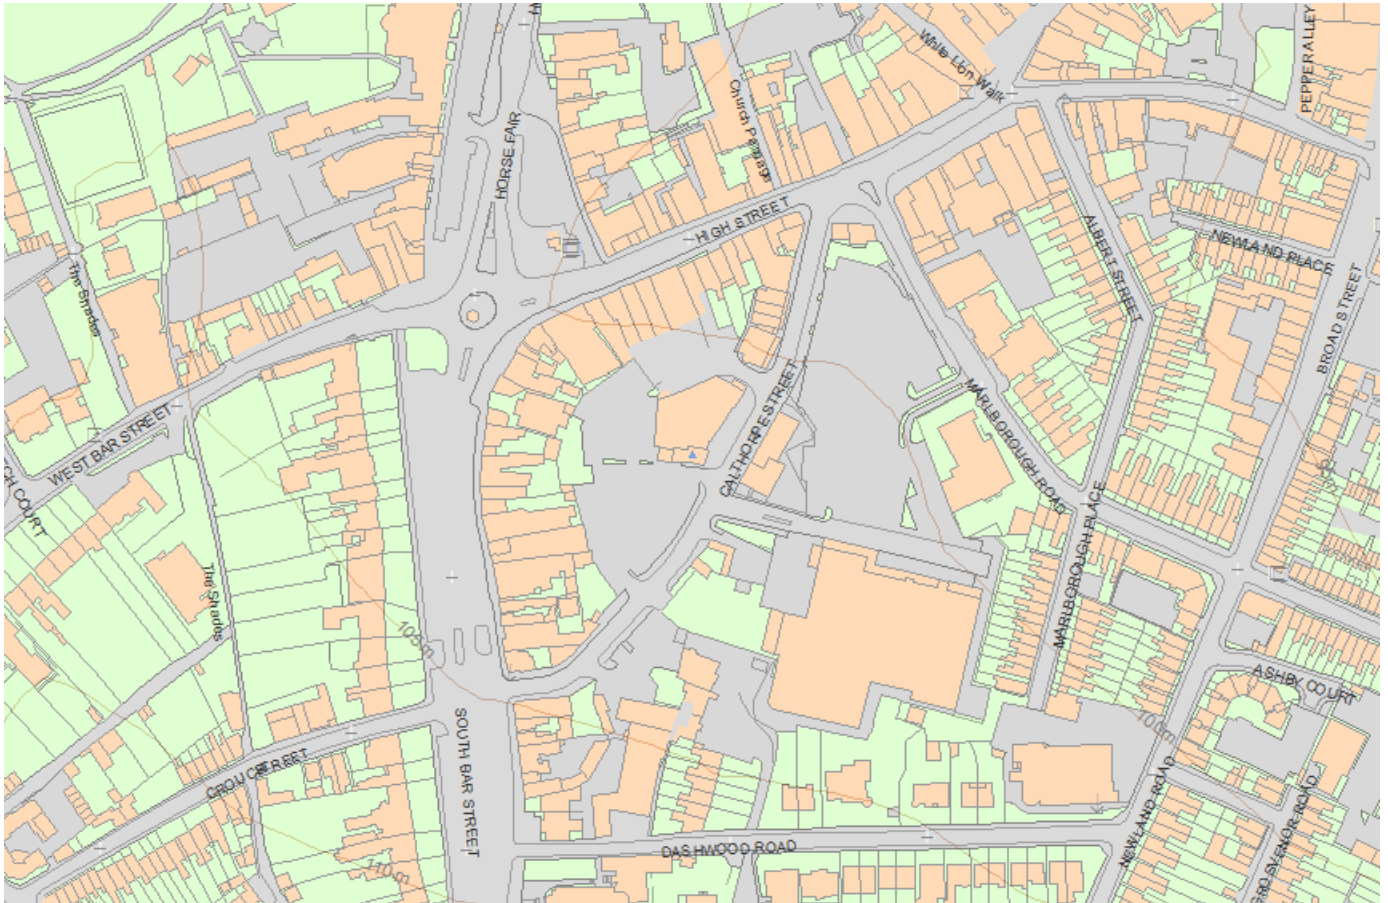 PEPPERALLEY
White Lion Walk
Church Passage
HORSE FAIR
HIGH STREET
ALBERT STREET
NEWLAND PLACE
The Shades
BROAD STREET
MARLBOROUGH ROAD
CALTHORPE STREET
WEST BAR STREET
COURT
The Shades
MARLBOROUGH PLACE
105m
ASHBY COURT
100m
SOUTH BAR STREET
CROUCH STREET
NEWLAND ROAD
GROSVENOR ROAD
DASHWOOD ROAD
110m